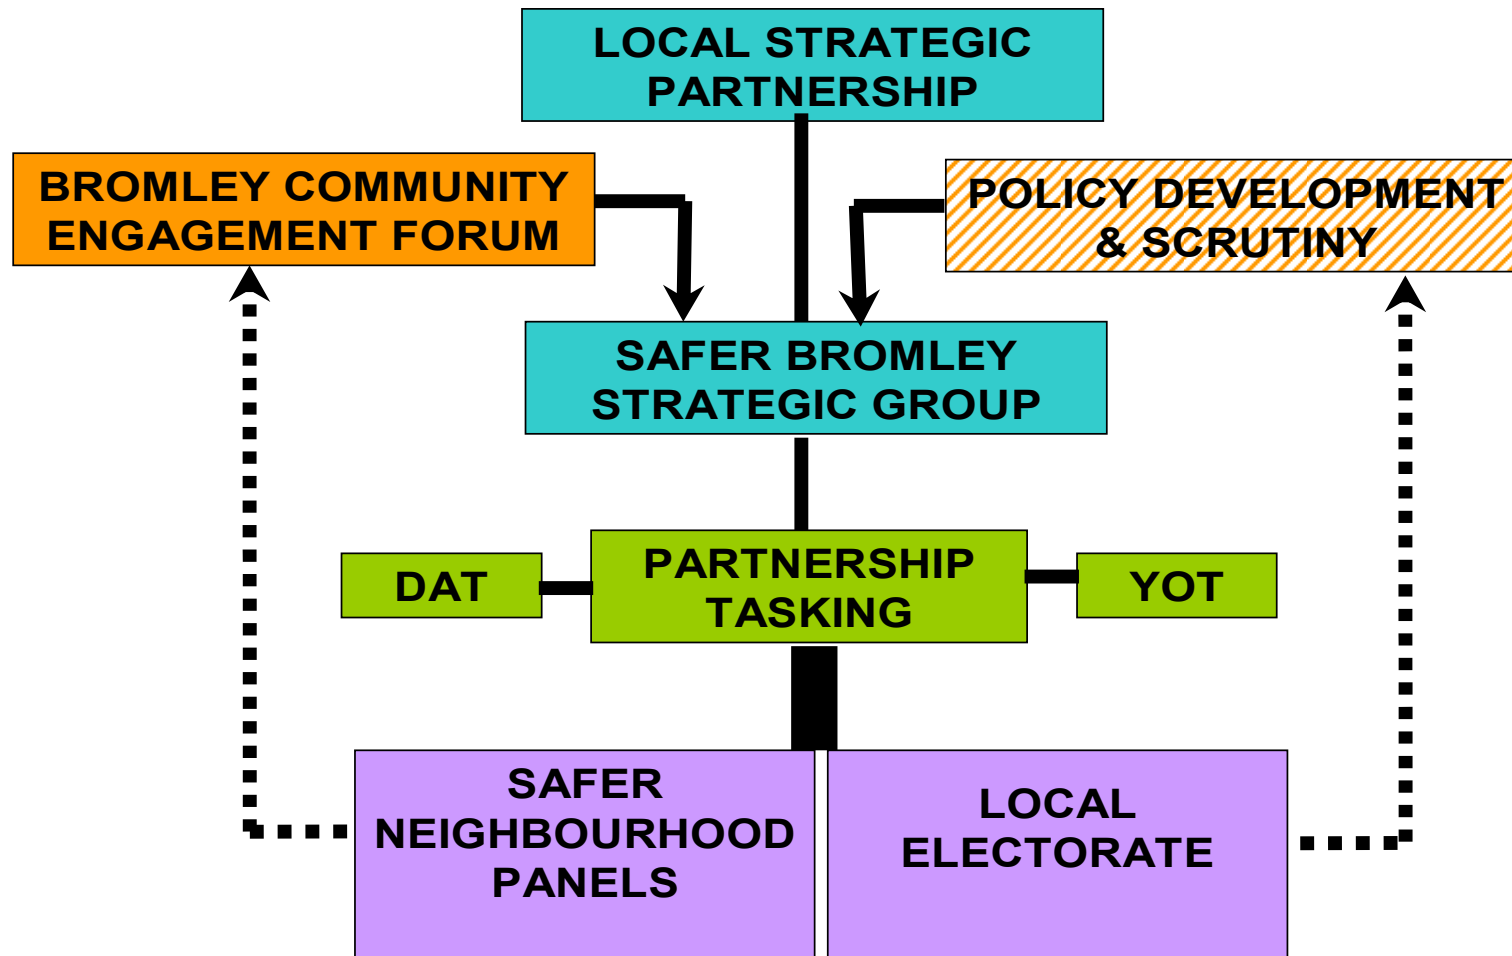 LOCAL STRATEGIC
PARTNERSHIP
BROMLEY COMMUNITY
ENGAGEMENT FORUM
POLICY DEVELOPMENT
& SCRUTINY
SAFER BROMLEY
STRATEGIC GROUP
DAT
PARTNERSHIP
TASKING
YOT
SAFER
NEIGHBOURHOOD
PANELS
LOCAL
ELECTORATE